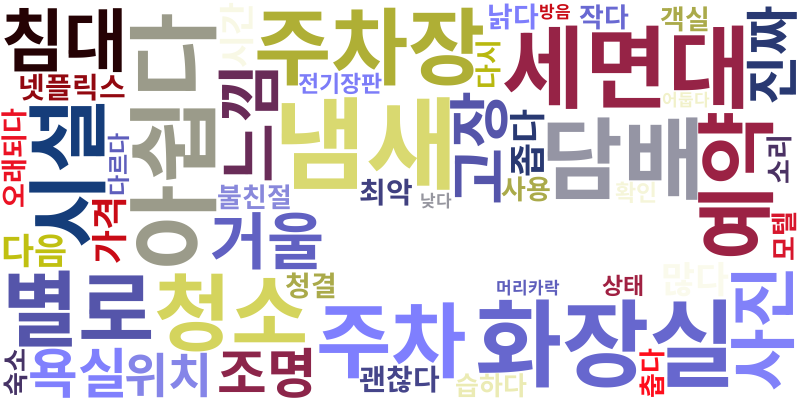 침대
아쉽다
시간
주차장
다시
낡다
방음
작다
객실
진짜
넷플릭스
느낌
전기장판
세면대
어둡다
오래되다
시설
다르다
냄새
고장
좁다
담배
예약
소리
불친절
최악
낮다
사용
확인
모텔
다음
가격
거울
별로
청소
청결
머리카락
상태
많다
사진
숙소
욕실
위치
조명
주차
괜찮다
습하다
화장실
춥다